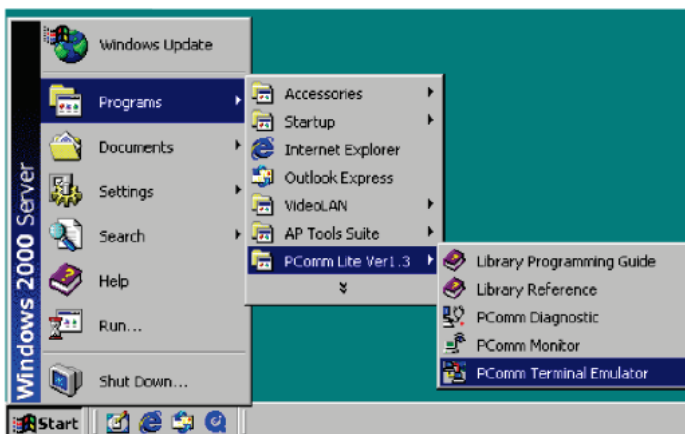 Windows 2000 Server
Windows Update
Programs
Documents
Settings
Search
Help
Run...
Shut Down...
Accessories
Startup
Internet Explorer
Outlook Express
VideoLAN
AP Tools Suite
PComm Lite Ver1.3
Library Programming Guide
Library Reference
PComm Diagnostic
PComm Monitor
PComm Terminal Emulator
Start